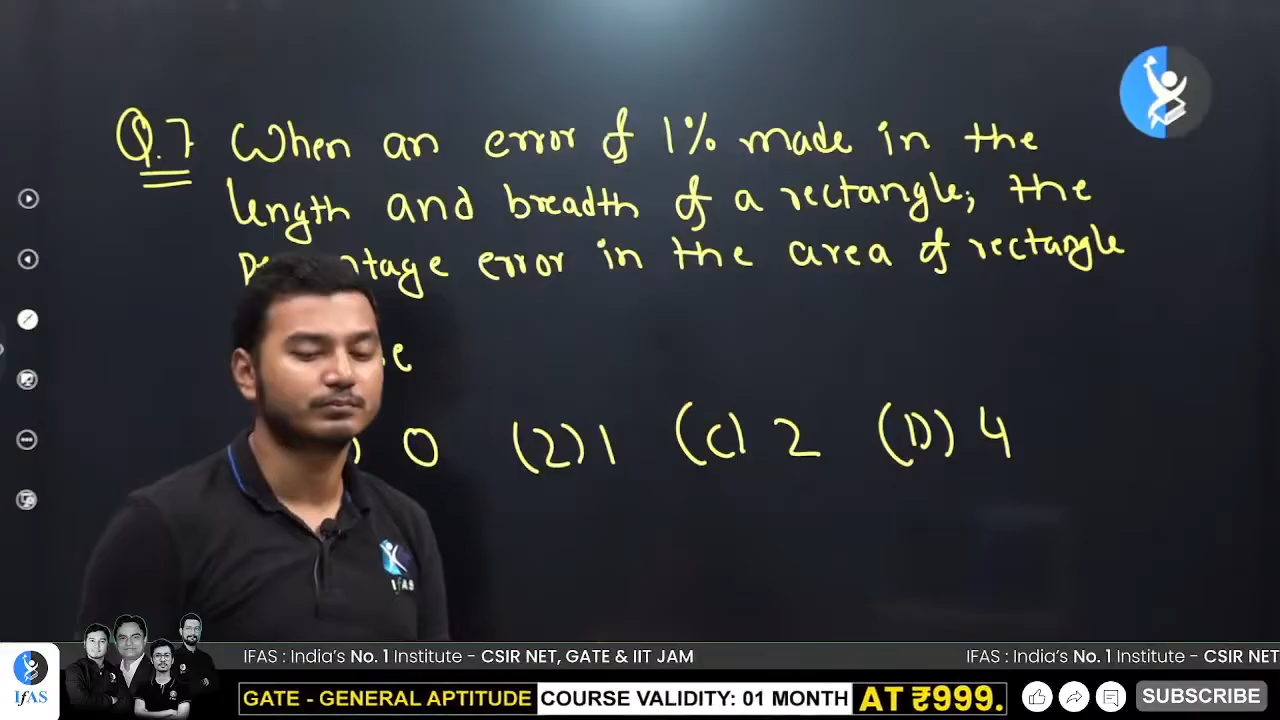 Q.7 When an error of 1% made in the
length and breadth of a rectangle; the
error in the area of rectangle
0 (2) 1 (C) 2 (D) 4
IFAS
IFAS : India's No. 1 Institute - CSIR NET, GATE & IIT JAM
IFAS : India's No. 1 Institute - CSIR NET
IfAS
GATE - GENERAL APTITUDE COURSE VALIDITY: 01 MONTH AT ₹999.
SUBSCRIBE